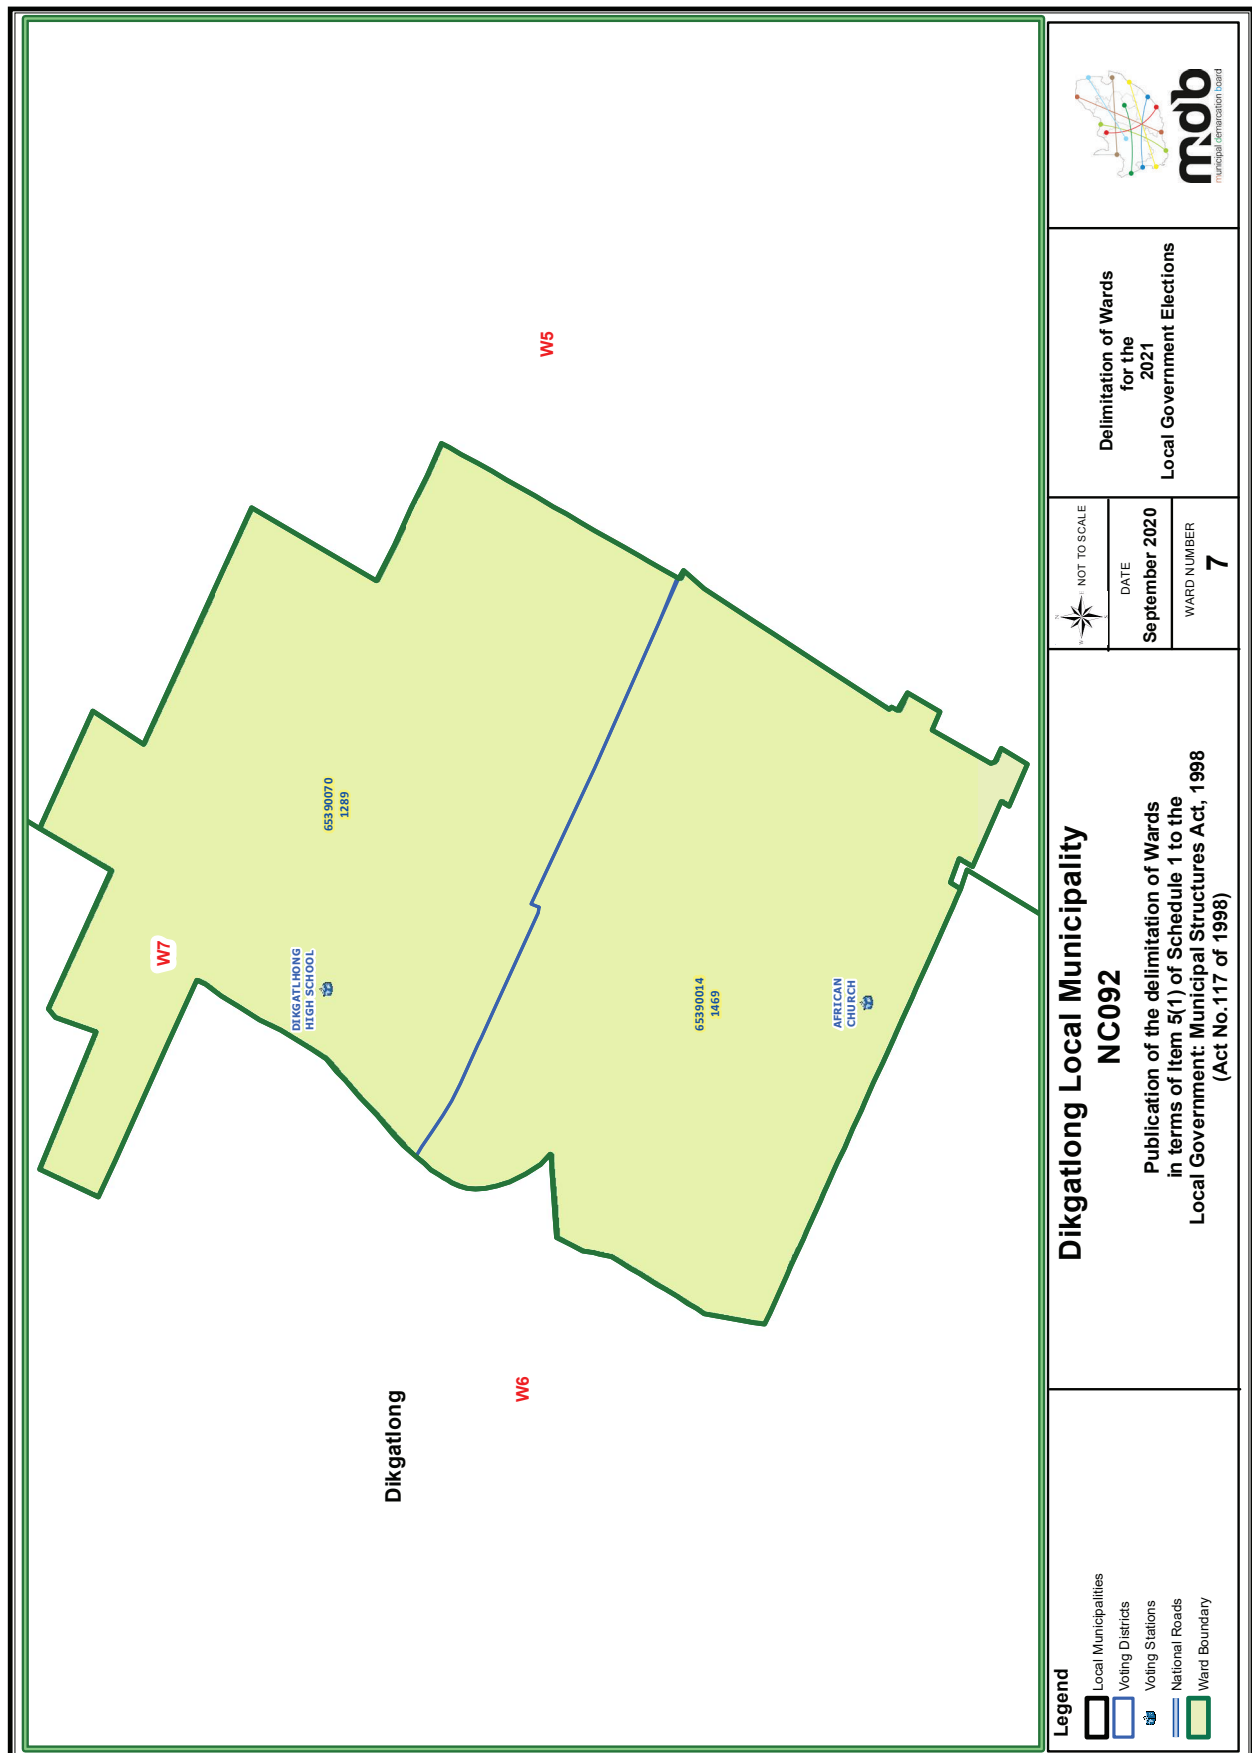 W7
DIKGATLHONG
HIGH SCHOOL
65390070
1289
Dikgatlong
W6
W5
65390014
1469
AFRICAN
CHURCH
Legend
Local Municipalities
Voting Districts
Voting Stations
National Roads
Ward Boundary
Dikgatlong Local Municipality
NC092
Publication of the delimitation of Wards
in terms of Item 5(1) of Schedule 1 to the
Local Government: Municipal Structures Act, 1998
(Act No.117 of 1998)
N
W E
S
NOT TO SCALE
DATE
September 2020
WARD NUMBER
7
Delimitation of Wards
for the
2021
Local Government Elections
mdb
municipal demarcation board